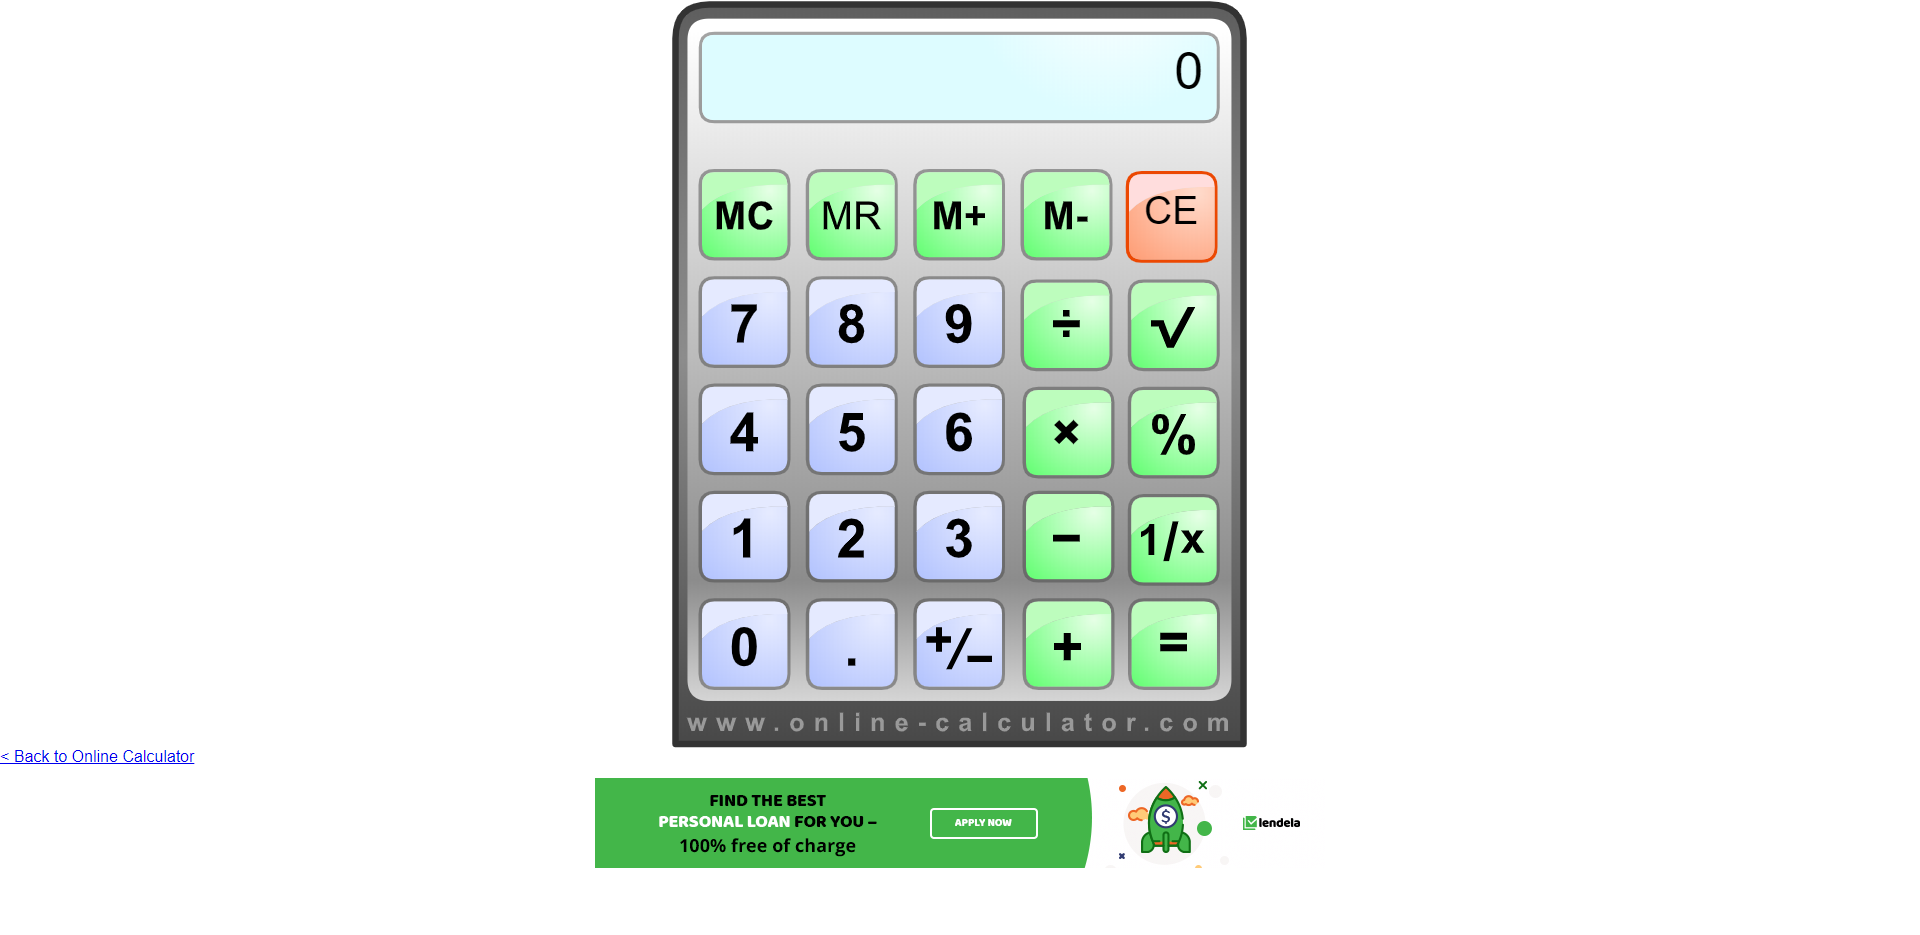 0
MC MR M+ M- CE
7 8 9 ÷ √
4 5 6 × %
1 2 3 − 1/x
0 . +/− + =
www.online-calculator.com
< Back to Online Calculator
FIND THE BEST
PERSONAL LOAN FOR YOU –
100% free of charge
APPLY NOW
$
lendela